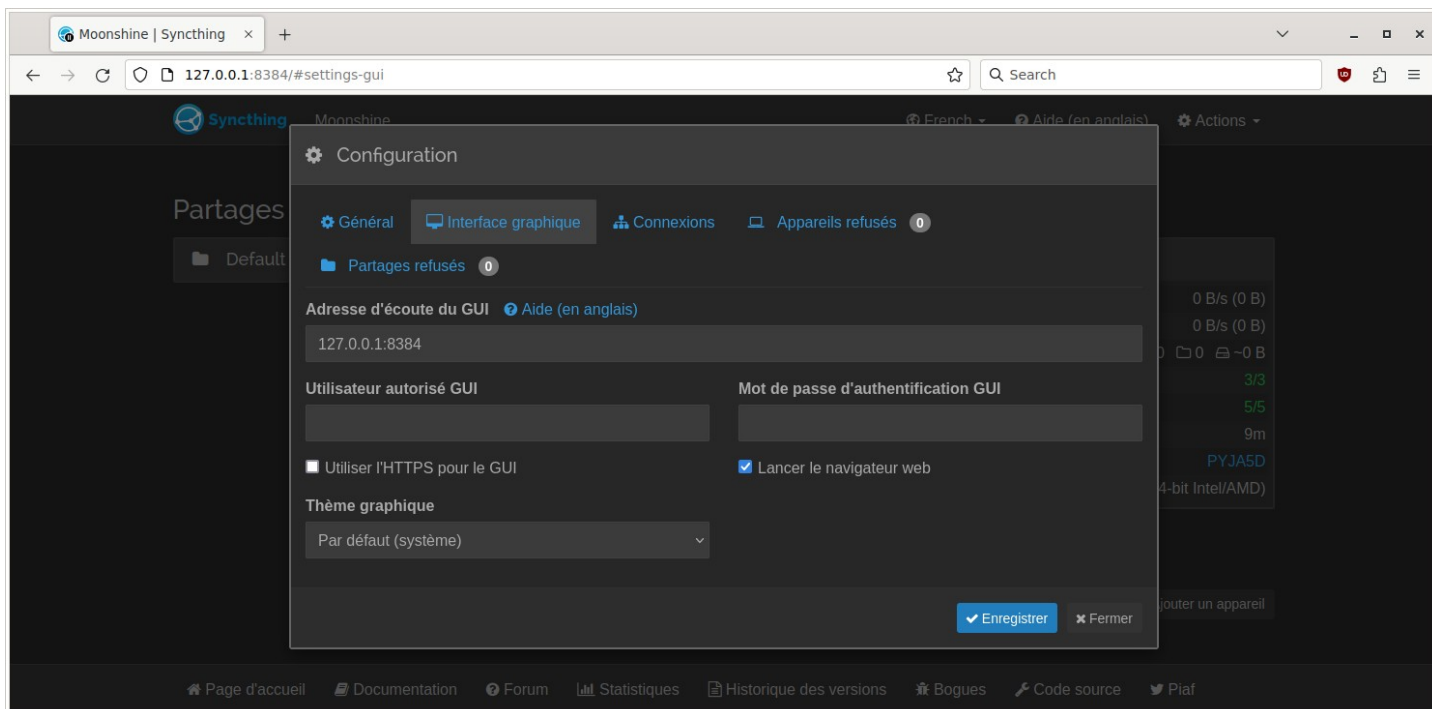 Moonshine | Syncthing
127.0.0.1:8384/#settings-gui
Search
Syncthing Moonshine French Aide (en anglais) Actions
Configuration
Partages
Général Interface graphique Connexions Appareils refusés 0
Default
Partages refusés 0
Adresse d'écoute du GUI Aide (en anglais)
0 B/s (0 B)
127.0.0.1:8384
0 B/s (0 B)
0 ~0 B
Utilisateur autorisé GUI Mot de passe d'authentification GUI
3/3
5/5
9m
Utiliser l'HTTPS pour le GUI Lancer le navigateur web
PYJA5D
4-bit Intel/AMD)
Thème graphique
Par défaut (système)
Enregistrer Fermer
jouter un appareil
Page d'accueil Documentation Forum Statistiques Historique des versions Bogues Code source Piaf